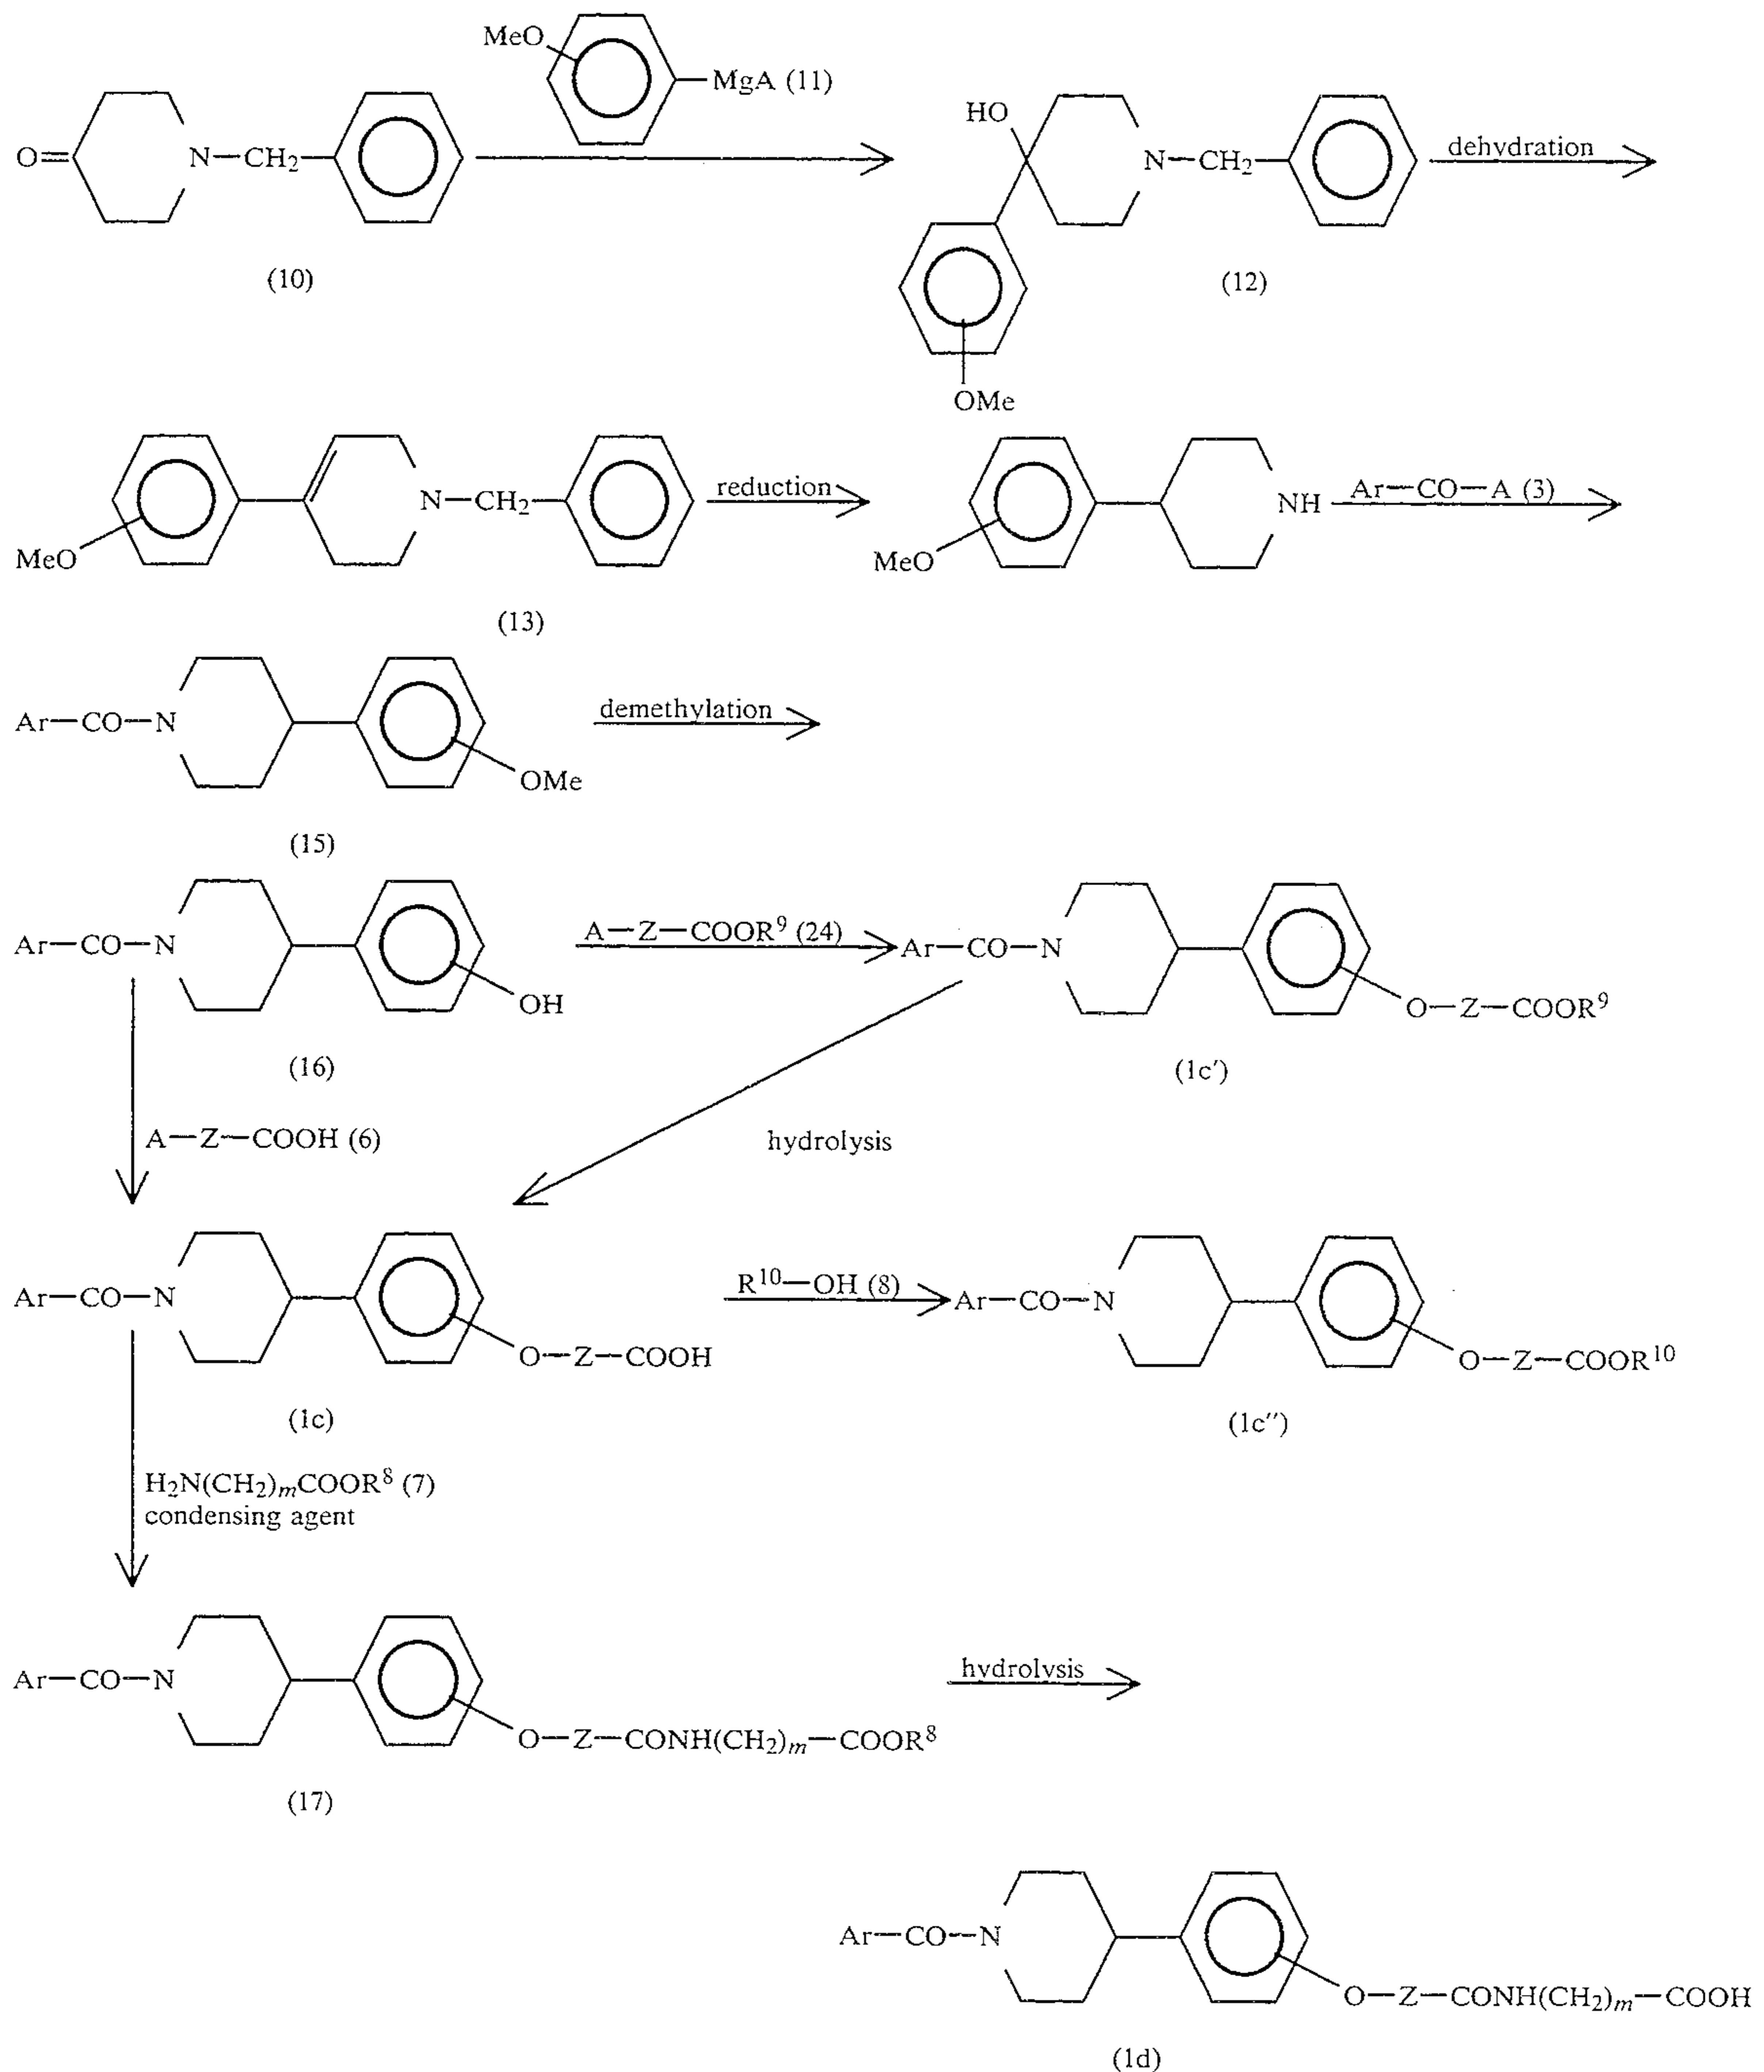 MeO
MgA (11)
O=
N—CH₂
HO
N—CH₂
dehydration
(10)
(12)
OMe
N—CH₂
reduction
NH
Ar—CO—A (3)
MeO
MeO
(13)
Ar—CO—N
demethylation
OMe
(15)
Ar—CO—N
A—Z—COOR⁹ (24)
Ar—CO—N
OH
O—Z—COOR⁹
(16)
(1c′)
A—Z—COOH (6)
hydrolysis
Ar—CO—N
R¹⁰—OH (8)
Ar—CO—N
O—Z—COOH
O—Z—COOR¹⁰
(1c)
(1c″)
H₂N(CH₂)ₘCOOR⁸ (7)
condensing agent
Ar—CO—N
hydrolysis
O—Z—CONH(CH₂)ₘ—COOR⁸
(17)
Ar—CO—N
O—Z—CONH(CH₂)ₘ—COOH
(1d)